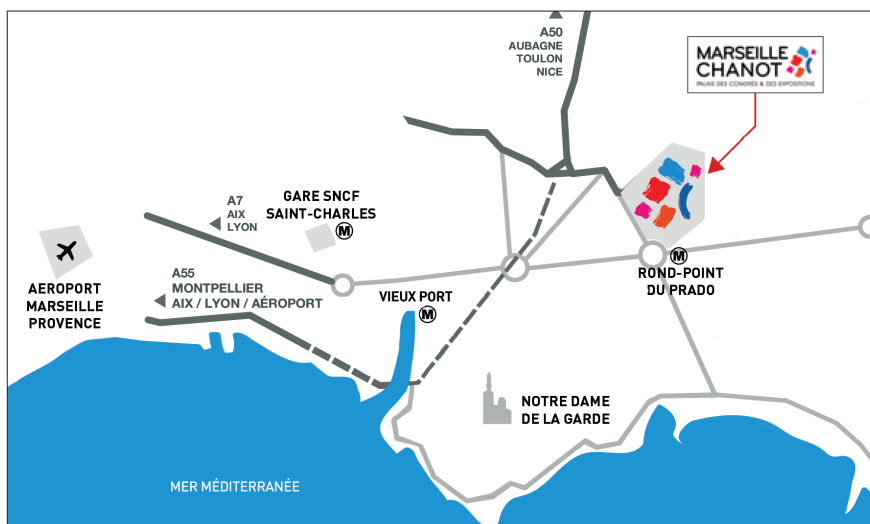 A50
AUBAGNE
TOULON
NICE
MARSEILLE
CHANOT
PALAIS DES CONGRÈS & DES EXPOSITIONS
A7
AIX
LYON
GARE SNCF
SAINT-CHARLES
M
AEROPORT
MARSEILLE
PROVENCE
A55
MONTPELLIER
AIX / LYON / AÉROPORT
VIEUX PORT
M
M
ROND-POINT
DU PRADO
NOTRE DAME
DE LA GARDE
MER MÉDITERRANÉE